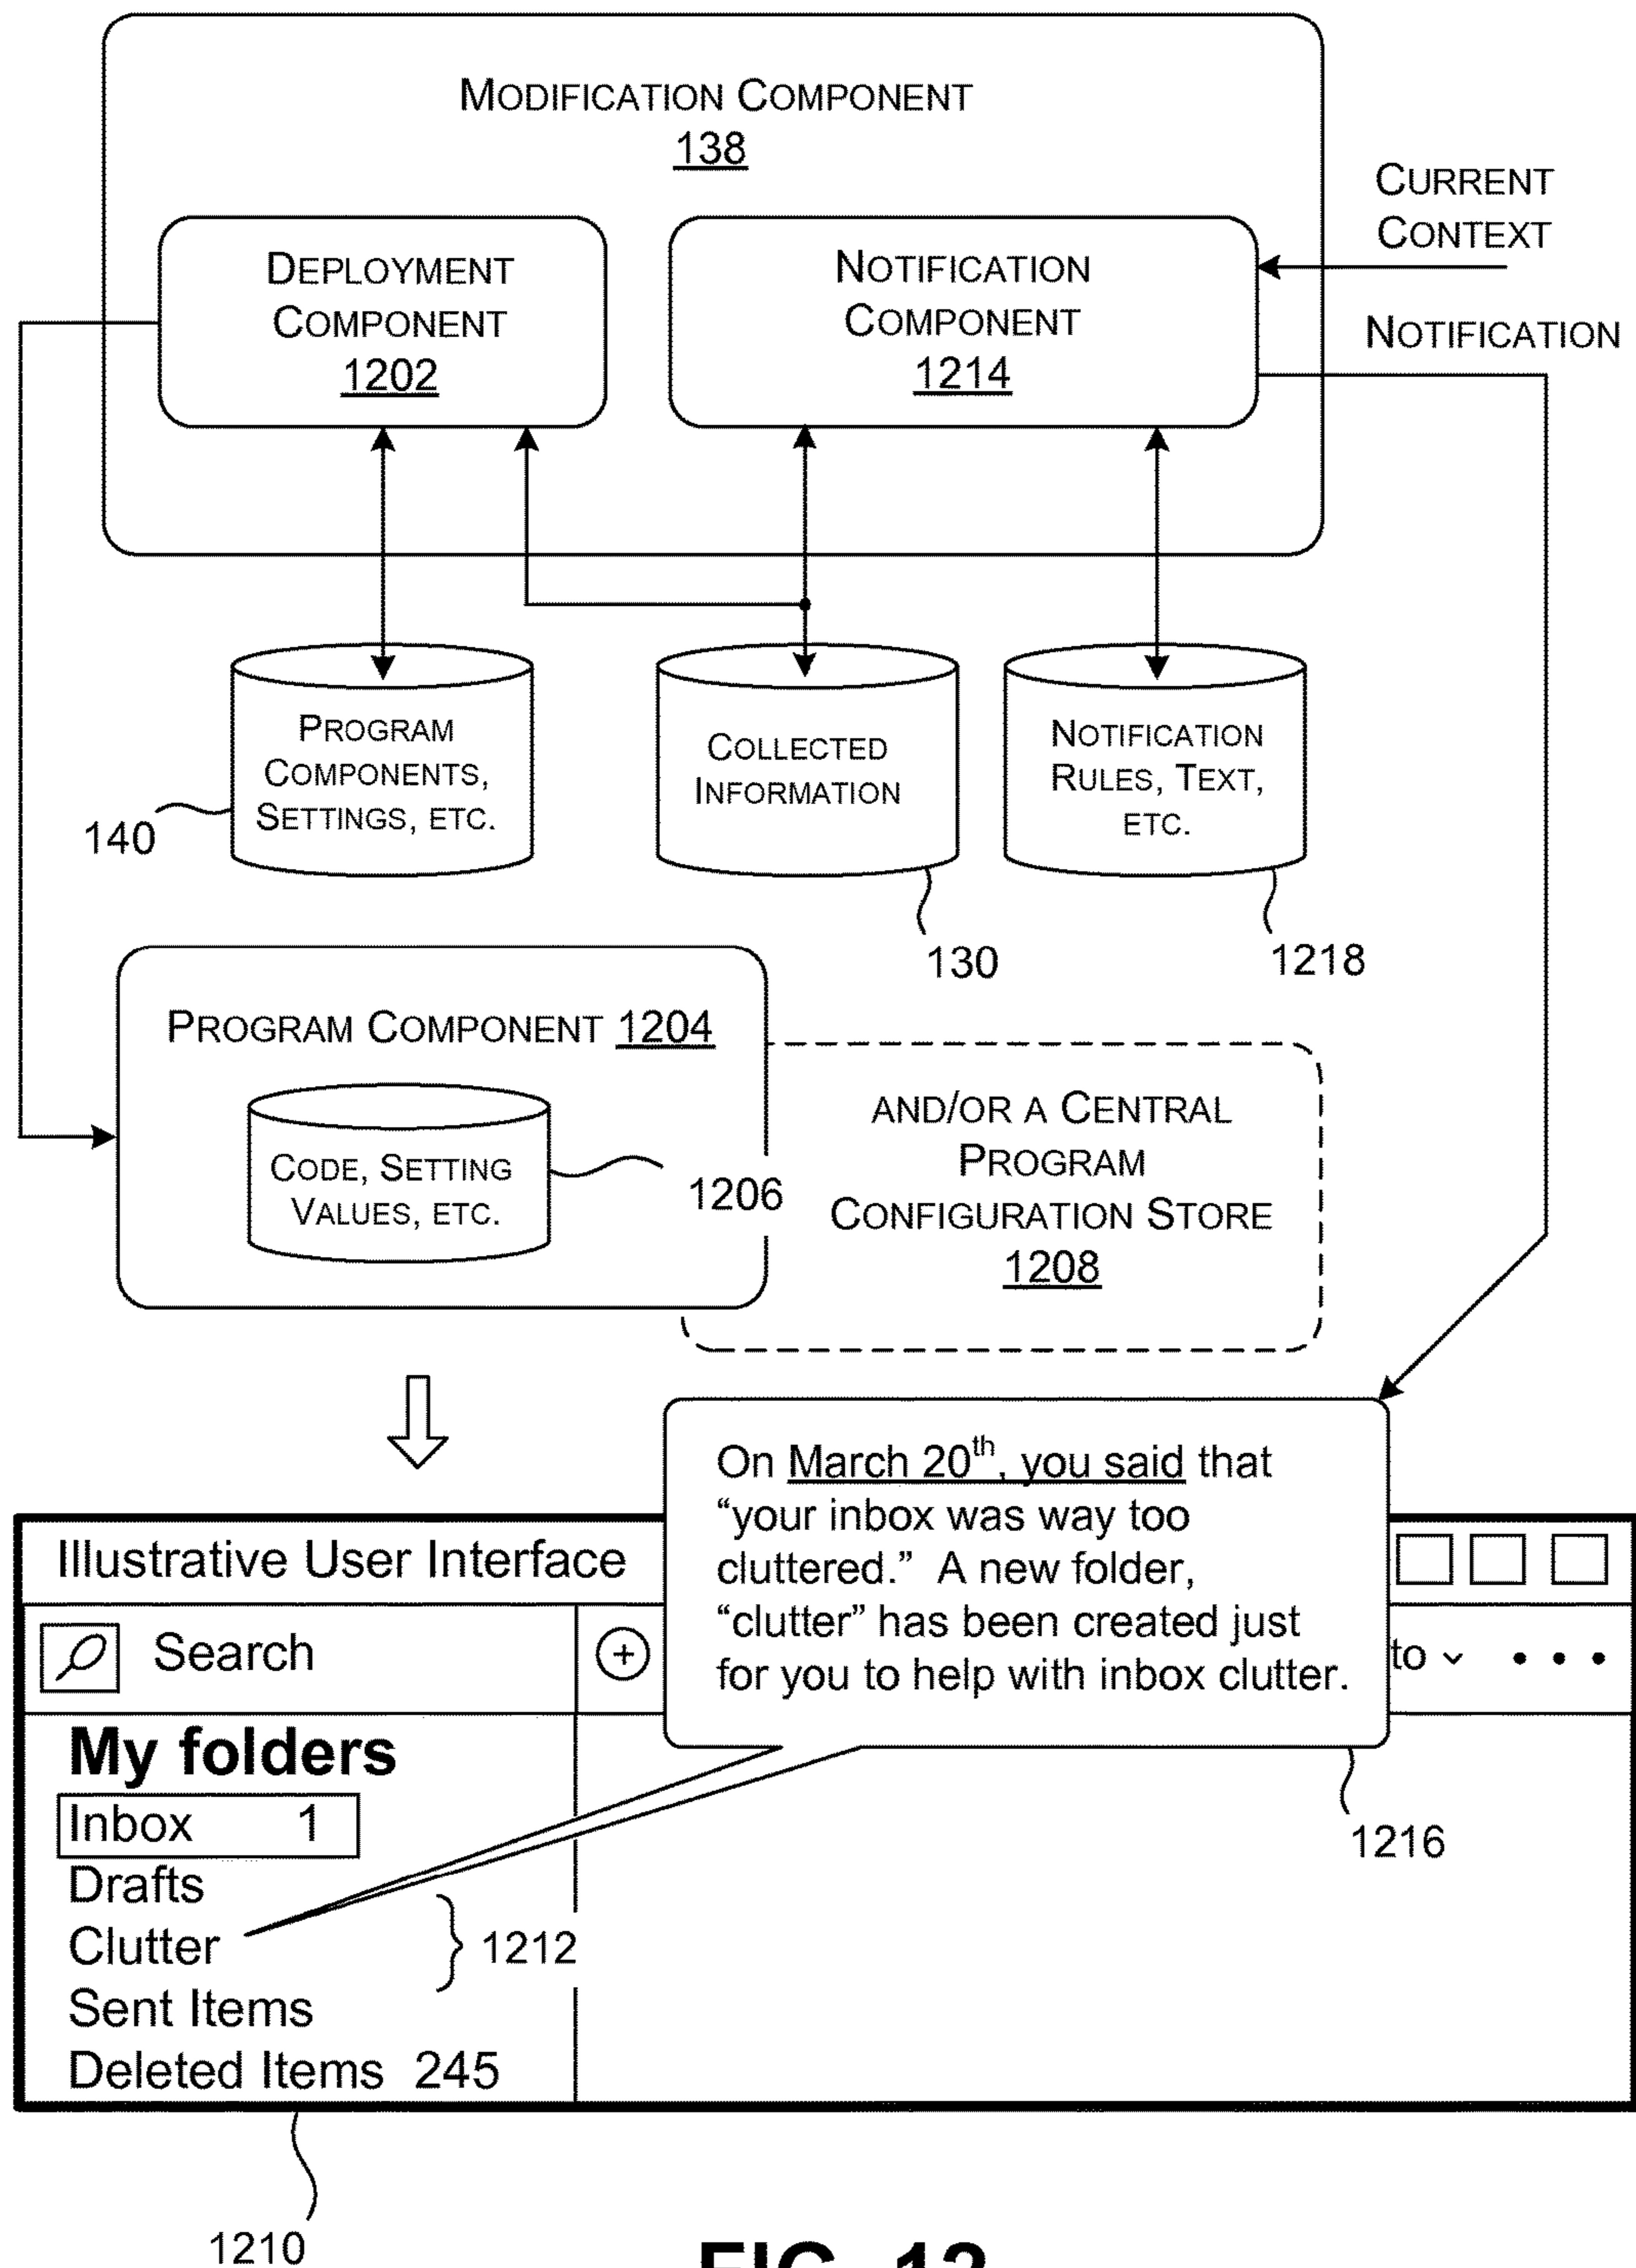 MODIFICATION COMPONENT
138
CURRENT
CONTEXT
DEPLOYMENT
COMPONENT
1202
NOTIFICATION
COMPONENT
1214
NOTIFICATION
PROGRAM
COMPONENTS,
SETTINGS, ETC.
140
COLLECTED
INFORMATION
130
NOTIFICATION
RULES, TEXT,
ETC.
1218
PROGRAM COMPONENT 1204
CODE, SETTING
VALUES, ETC.
1206
AND/OR A CENTRAL
PROGRAM
CONFIGURATION STORE
1208
On March 20th, you said that
“your inbox was way too
cluttered.” A new folder,
“clutter” has been created just
for you to help with inbox clutter.
1216
Illustrative User Interface
Search
+
to
My folders
Inbox 1
Drafts
Clutter
1212
Sent Items
Deleted Items 245
1210
FIG. 12